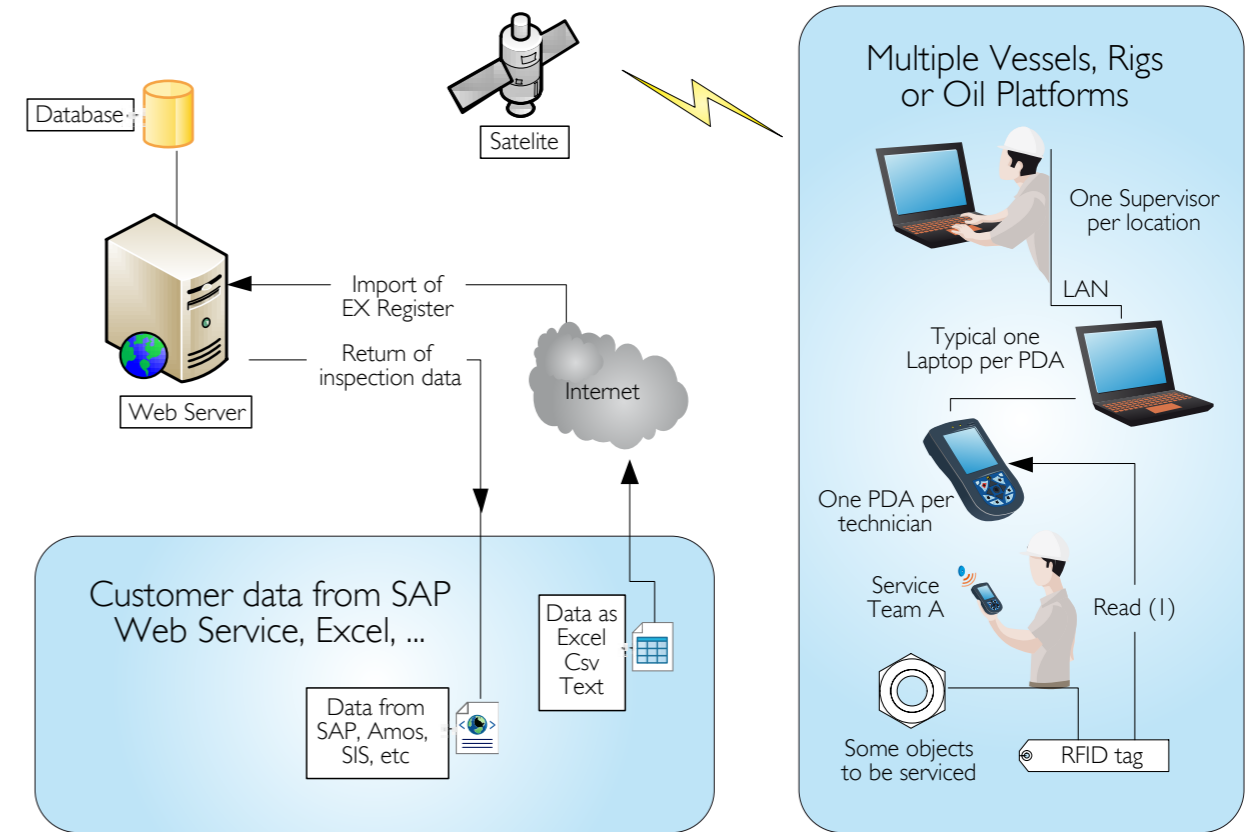 Database
Satelite
Import of
EX Register
Return of
inspection data
Web Server
Internet
Customer data from SAP
Web Service, Excel, ...
Data from
SAP, Amos,
SIS, etc
Data as
Excel
Csv
Text
Multiple Vessels, Rigs
or Oil Platforms
One Supervisor
per location
LAN
Typical one
Laptop per PDA
One PDA per
technician
Service
Team A
Read (1)
Some objects
to be serviced
RFID tag